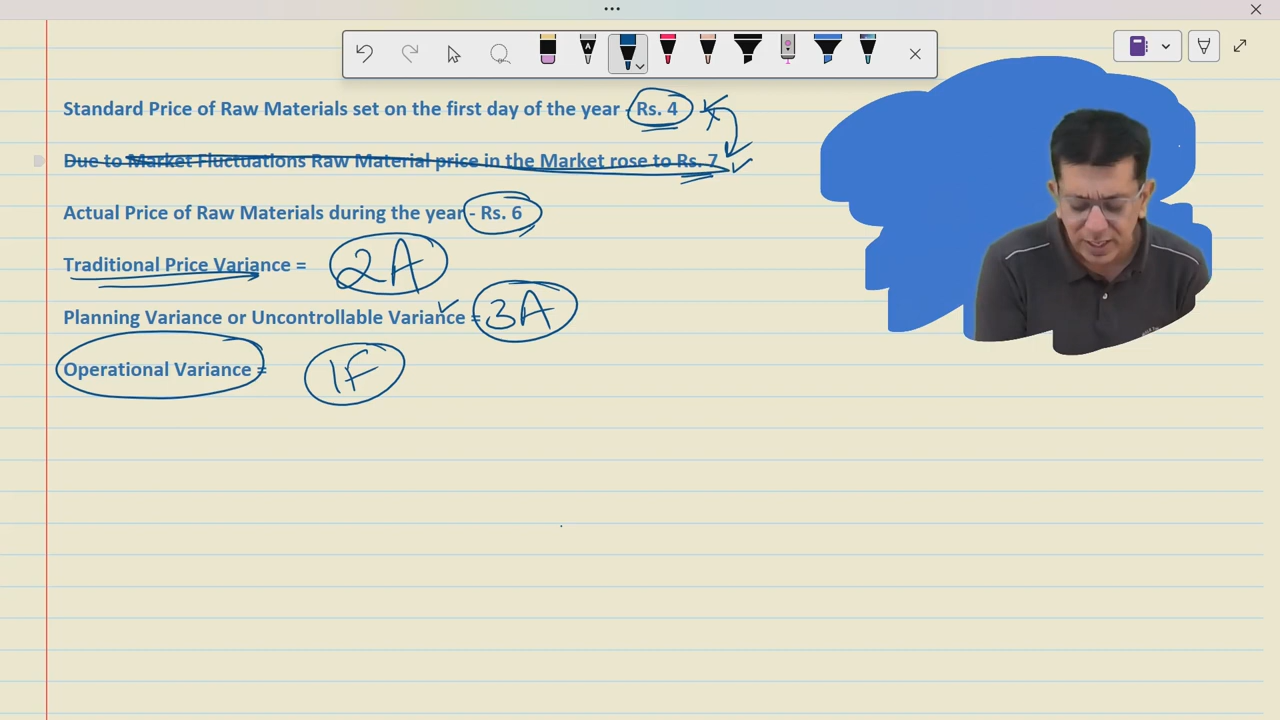 Standard Price of Raw Materials set on the first day of the year - Rs. 4
Due to Market Fluctuations Raw Material price in the Market rose to Rs. 7
Actual Price of Raw Materials during the year - Rs. 6
Traditional Price Variance = 2A
Planning Variance or Uncontrollable Variance = 3A
Operational Variance = 1F